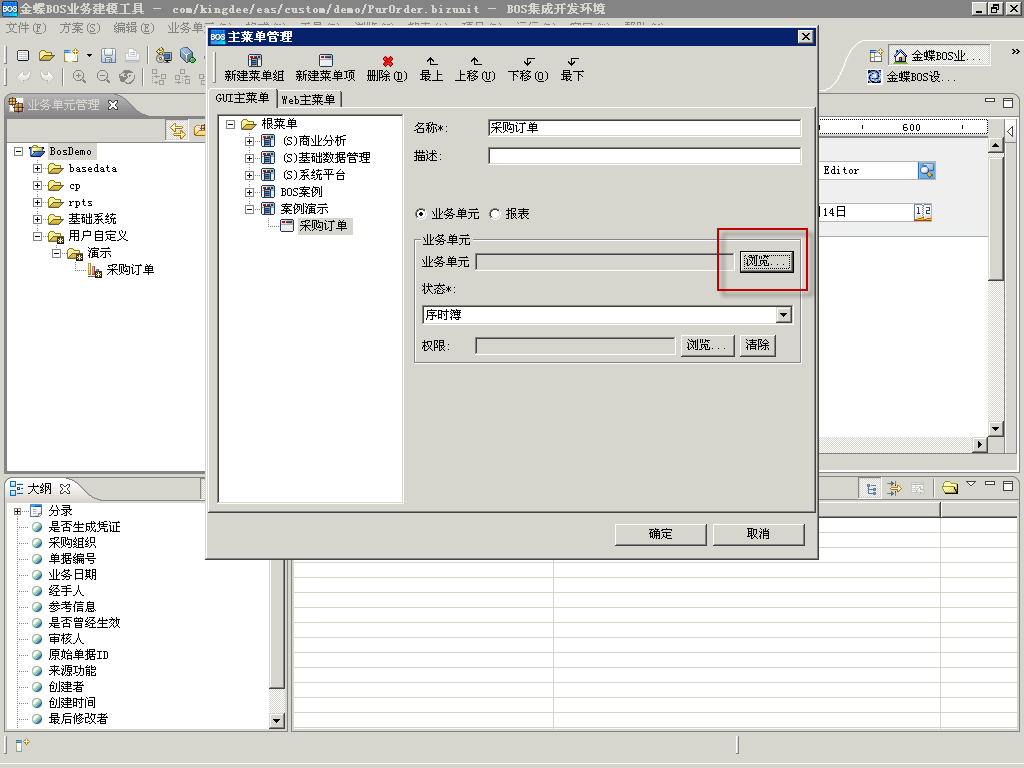 金蝶BOS业务建模工具 － com/kingdee/eas/custom/demo/PurOrder.bizunit － BOS集成开发环境
文件(F) 方案(S) 编辑(E) 业务单元
金蝶BOS业...
金蝶BOS设...
业务单元管理
BosDemo
basedata
cp
rpts
基础系统
用户自定义
演示
采购订单
主菜单管理
新建菜单组 新建菜单项 删除(D) 最上 上移(U) 下移(O) 最下
GUI主菜单 Web主菜单
根菜单
(S)商业分析
(S)基础数据管理
(S)系统平台
BOS案例
案例演示
采购订单
名称*: 采购订单
描述:
业务单元 报表
业务单元
业务单元 浏览...
状态*:
序时簿
权限: 浏览... 清除
确定 取消
600
Editor
14日
大纲
分录
是否生成凭证
采购组织
单据编号
业务日期
经手人
参考信息
是否曾经生效
审核人
原始单据ID
来源功能
创建者
创建时间
最后修改者